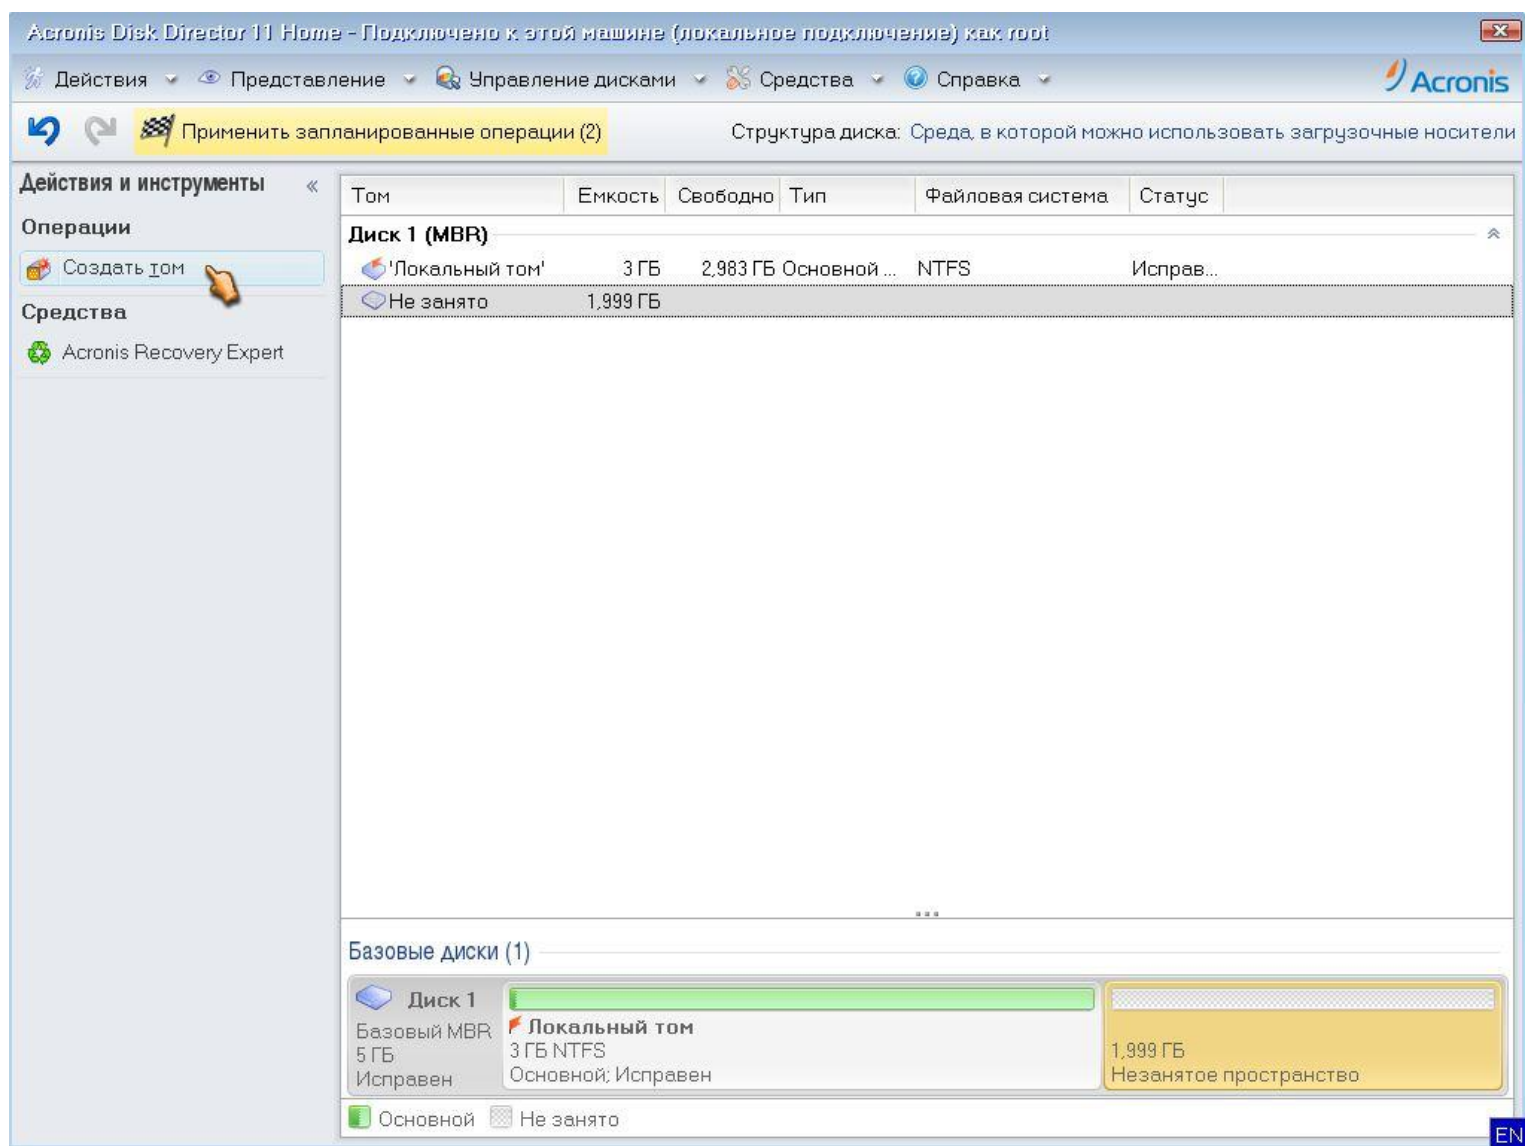 Acronis Disk Director 11 Home - Подключено к этой машине (локальное подключение) как root
Действия Представление Управление дисками Средства Справка Acronis
Применить запланированные операции (2) Структура диска: Среда, в которой можно использовать загрузочные носители
Действия и инструменты «
Операции
Создать том
Средства
Acronis Recovery Expert
Том Емкость Свободно Тип Файловая система Статус
Диск 1 (MBR)
'Локальный том' 3 ГБ 2,983 ГБ Основной ... NTFS Исправ...
Не занято 1,999 ГБ
Базовые диски (1)
Диск 1
Базовый MBR
5 ГБ
Исправен
Локальный том
3 ГБ NTFS
Основной; Исправен
1,999 ГБ
Незанятое пространство
Основной Не занято
EN